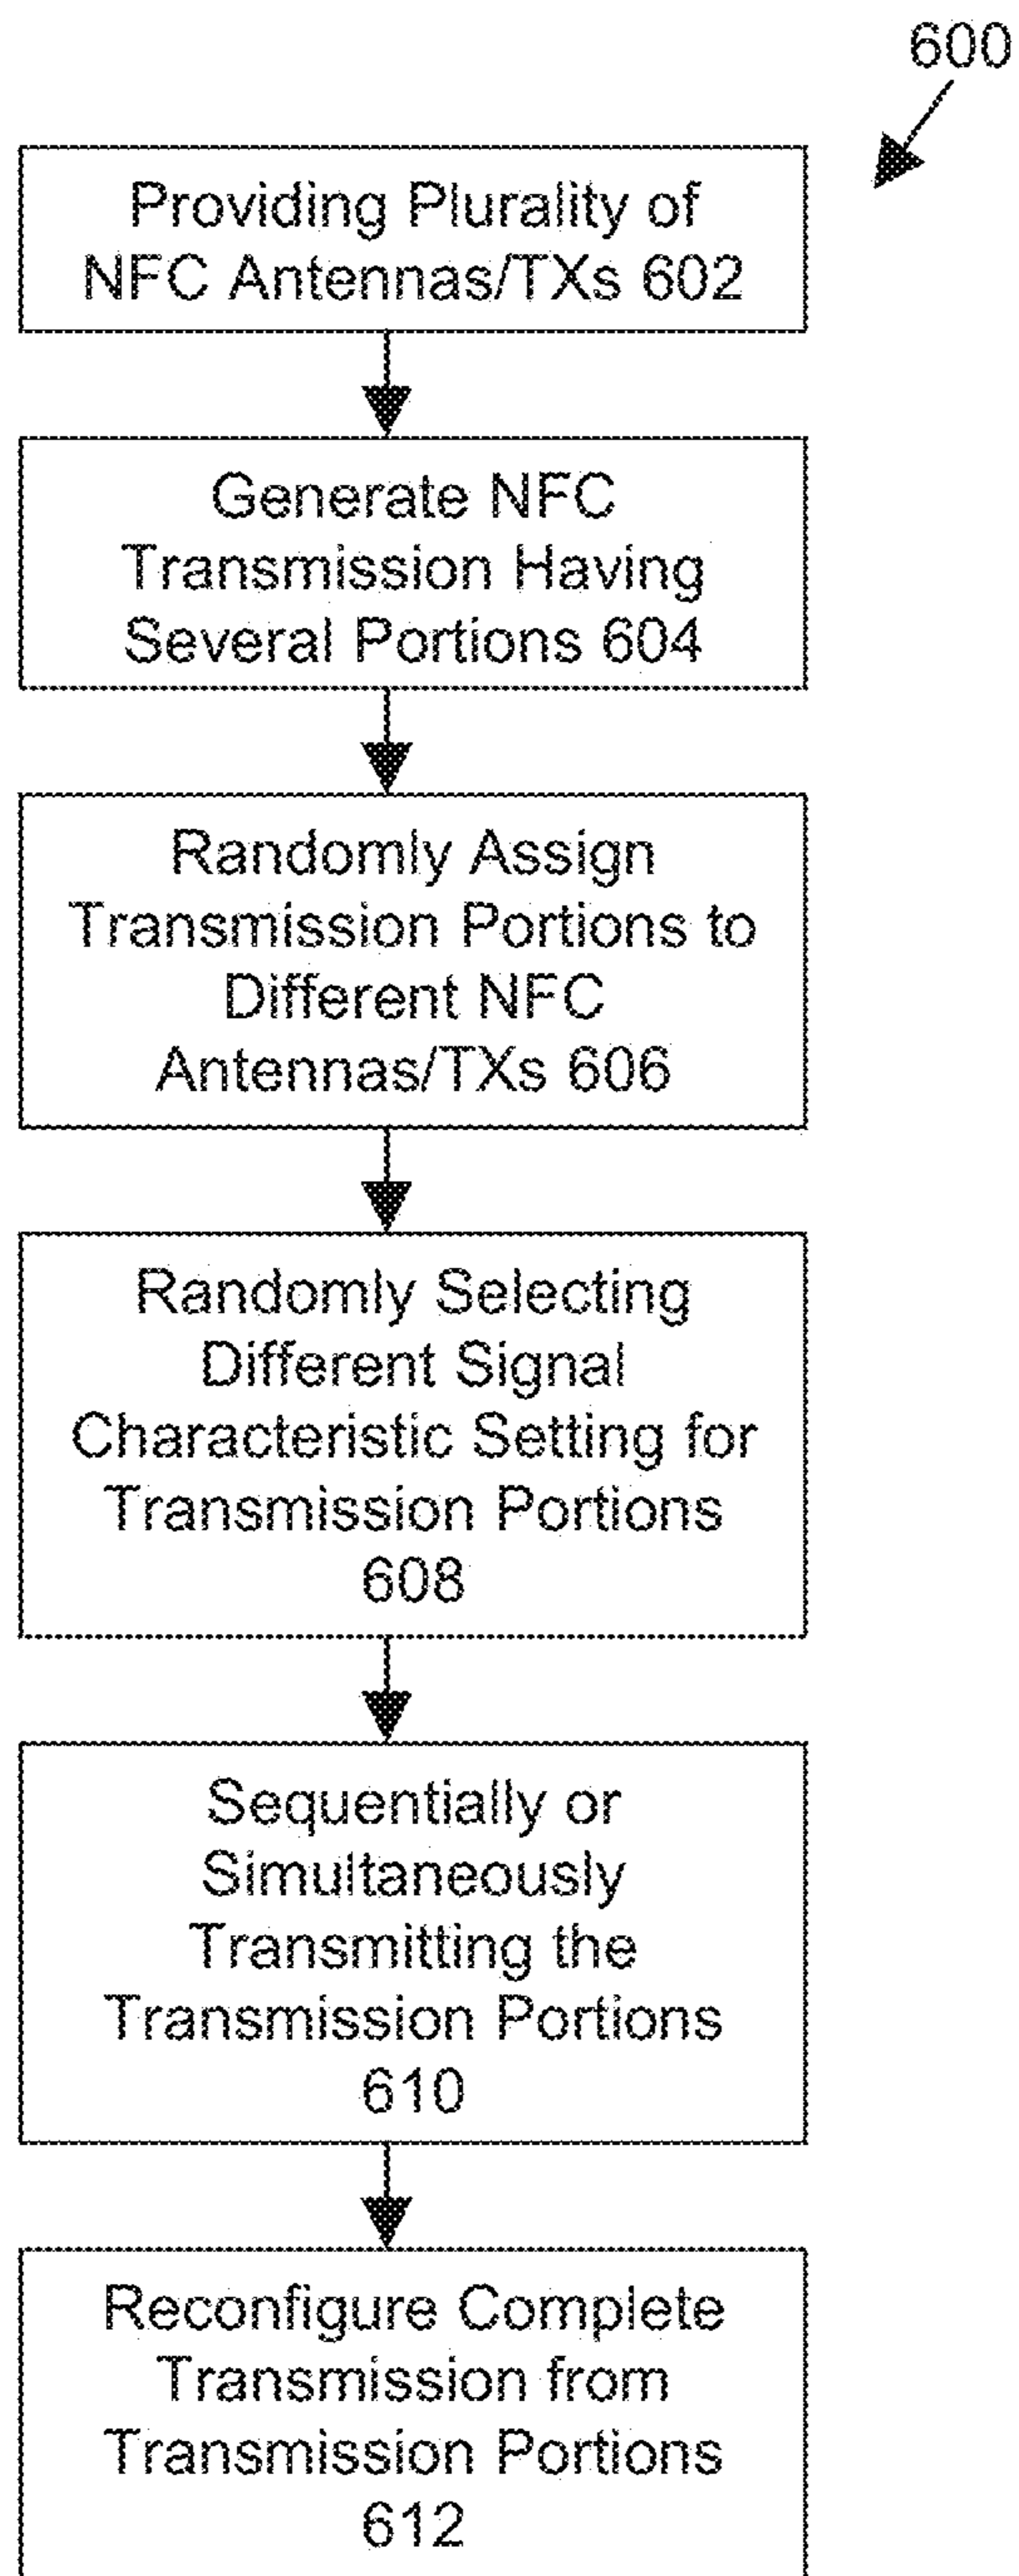 600
Providing Plurality of
NFC Antennas/TXs 602
Generate NFC
Transmission Having
Several Portions 604
Randomly Assign
Transmission Portions to
Different NFC
Antennas/TXs 606
Randomly Selecting
Different Signal
Characteristic Setting for
Transmission Portions
608
Sequentially or
Simultaneously
Transmitting the
Transmission Portions
610
Reconfigure Complete
Transmission from
Transmission Portions
612